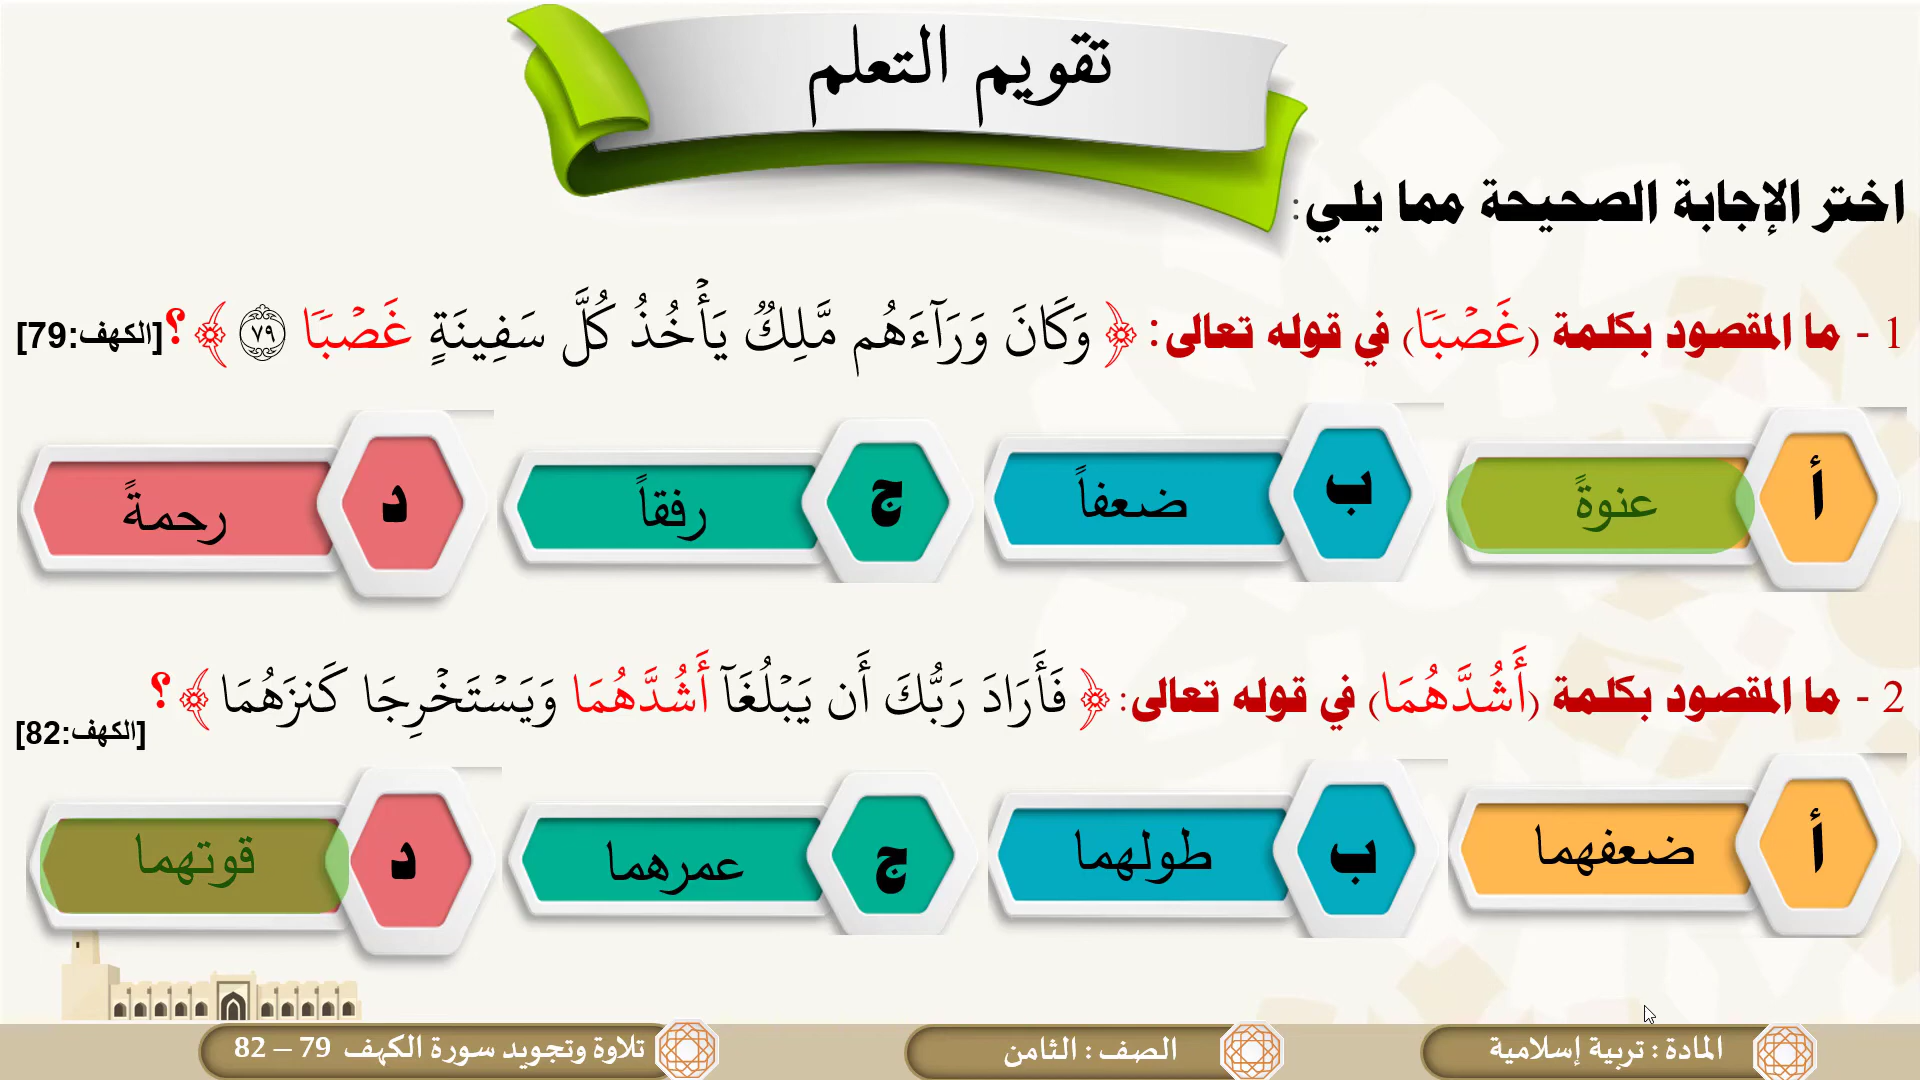 تقويم التعلم
اختر الإجابة الصحيحة مما يلي:
1 - ما المقصود بكلمة (غَصۡبٗا) في قوله تعالى: ﴿وَكَانَ وَرَآءَهُم مَّلِكٞ يَأۡخُذُ كُلَّ سَفِينَةٍ غَصۡبٗا ٧٩﴾؟ [الكهف:79]
أ عنوةً
ب ضعفاً
ج رفقاً
د رحمةً
2 - ما المقصود بكلمة (أَشُدَّهُمَا) في قوله تعالى: ﴿فَأَرَادَ رَبُّكَ أَن يَبۡلُغَآ أَشُدَّهُمَا وَيَسۡتَخۡرِجَا كَنزَهُمَا﴾؟
[الكهف:82]
أ ضعفهما
ب طولهما
ج عمرهما
د قوتهما
المادة : تربية إسلامية
الصف : الثامن
تلاوة وتجويد سورة الكهف 79 – 82